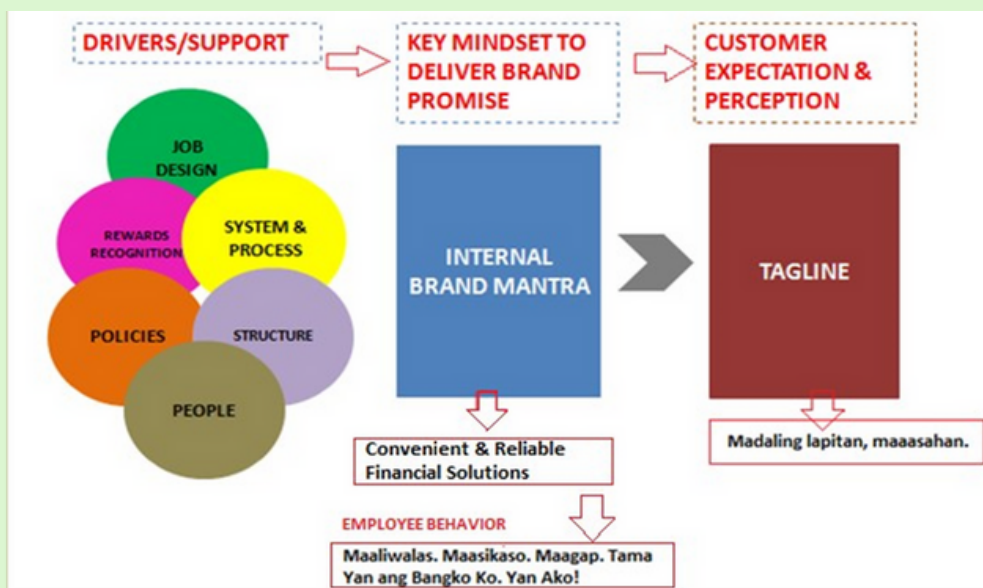 DRIVERS/SUPPORT
KEY MINDSET TO
DELIVER BRAND
PROMISE
CUSTOMER
EXPECTATION &
PERCEPTION
JOB
DESIGN
REWARDS
RECOGNITION
SYSTEM &
PROCESS
POLICIES
STRUCTURE
PEOPLE
INTERNAL
BRAND MANTRA
TAGLINE
Convenient & Reliable
Financial Solutions
Madaling lapitan, maaasahan.
EMPLOYEE BEHAVIOR
Maaliwalas. Maasikaso. Maagap. Tama
Yan ang Bangko Ko. Yan Ako!